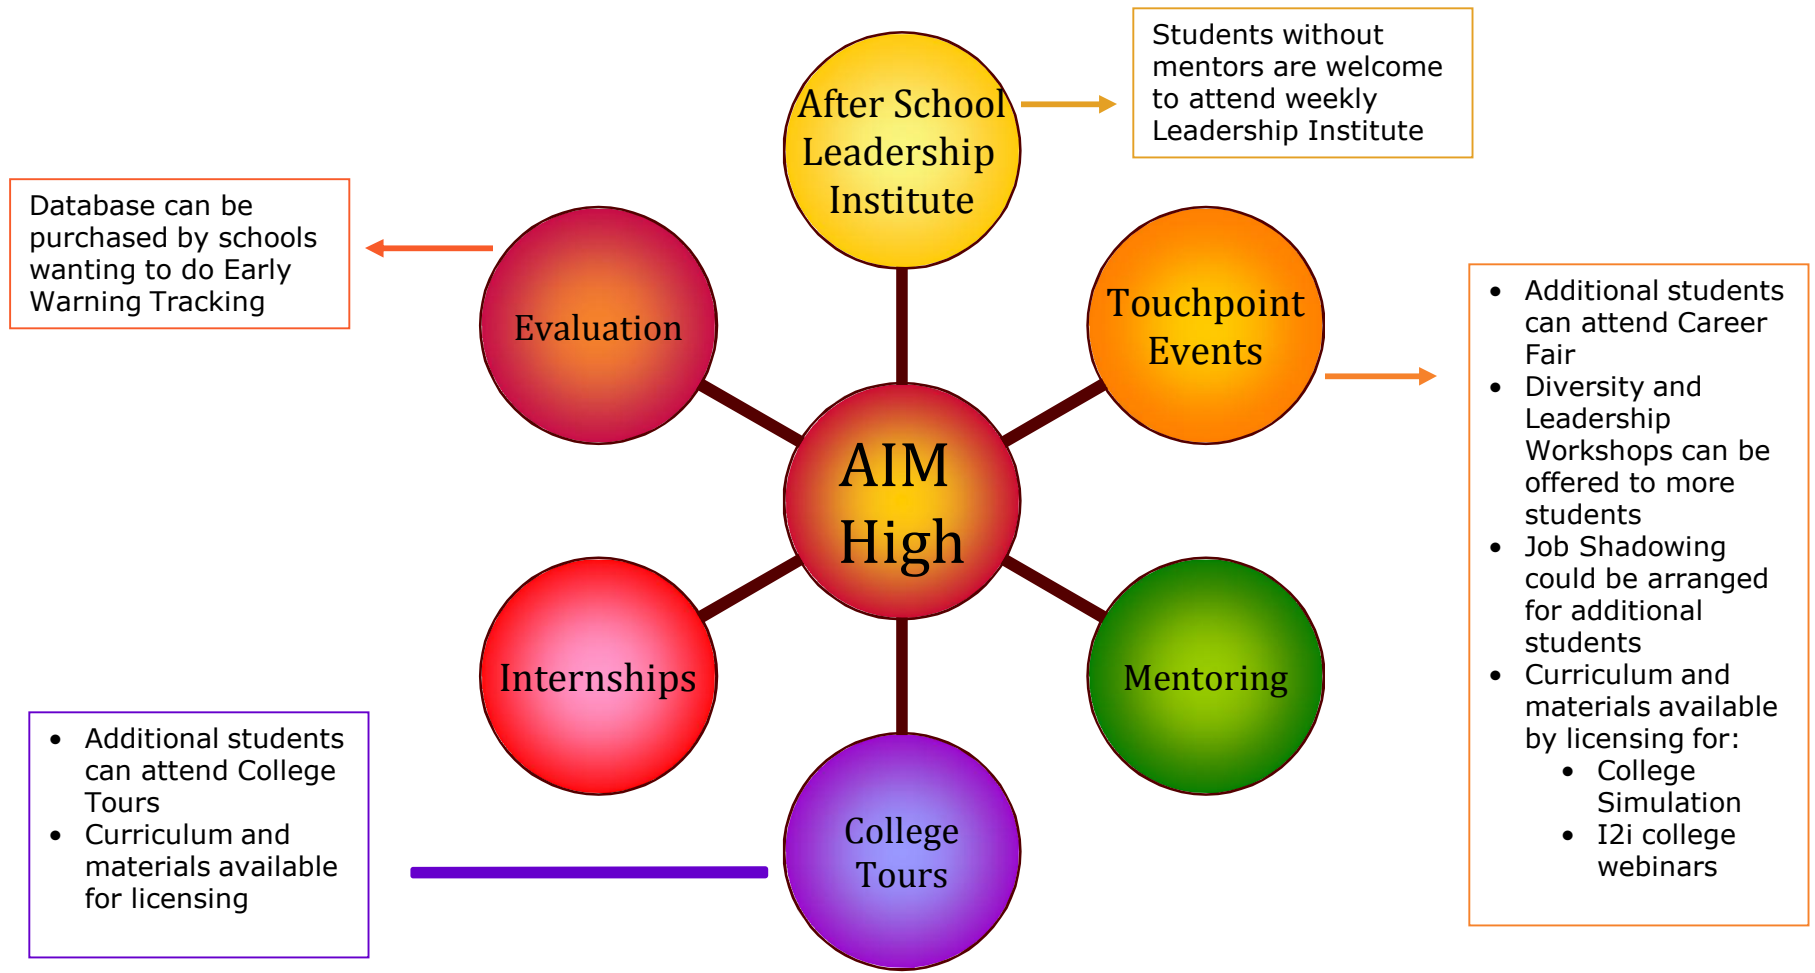 Students without
mentors are welcome
to attend weekly
Leadership Institute
After School
Leadership
Institute
Database can be
purchased by schools
wanting to do Early
Warning Tracking
Evaluation
Touchpoint
Events
• Additional students
can attend Career
Fair
• Diversity and
Leadership
Workshops can be
offered to more
students
• Job Shadowing
could be arranged
for additional
students
• Curriculum and
materials available
by licensing for:
• College
Simulation
• I2i college
webinars
AIM
High
Internships
Mentoring
• Additional students
can attend College
Tours
• Curriculum and
materials available
for licensing
College
Tours